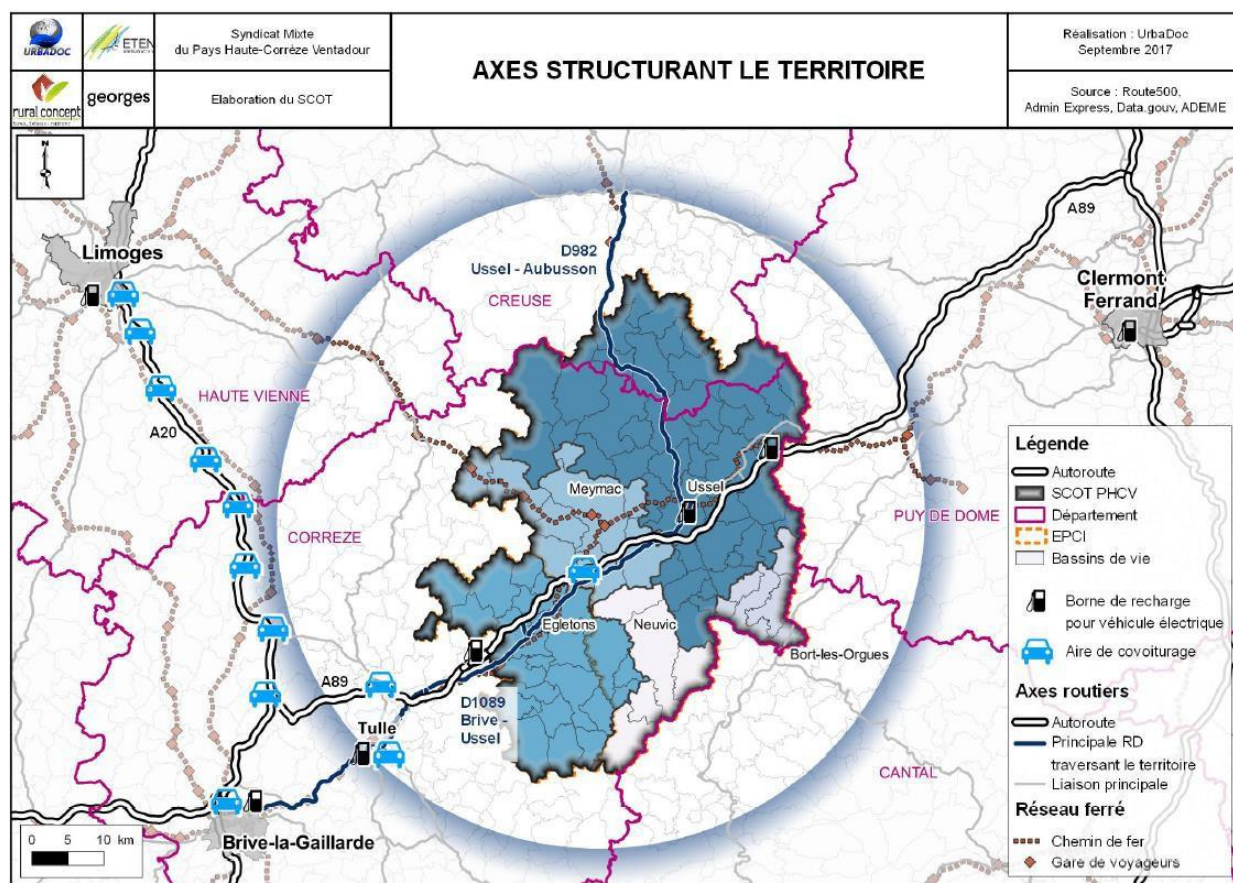 URBADOC
ETEN
rural concept
georges
Syndicat Mixte
du Pays Haute-Corrèze Ventadour
Elaboration du SCOT
AXES STRUCTURANT LE TERRITOIRE
Réalisation : UrbaDoc
Septembre 2017
Source : Route500,
Admin Express, Data.gouv, ADEME
N
A89
Limoges
D982
Ussel - Aubusson
CREUSE
Clermont
Ferrand
HAUTE VIENNE
A20
Meymac
Ussel
PUY DE DOME
CORREZE
Egletons
Neuvic
Bort-les-Orgues
A89
D1089
Brive -
Ussel
Tulle
CANTAL
Brive-la-Gaillarde
0 5 10 km
Légende
Autoroute
SCOT PHCV
Département
EPCI
Bassins de vie
Borne de recharge
pour véhicule électrique
Aire de covoiturage
Axes routiers
Autoroute
Principale RD
traversant le territoire
Liaison principale
Réseau ferré
Chemin de fer
Gare de voyageurs